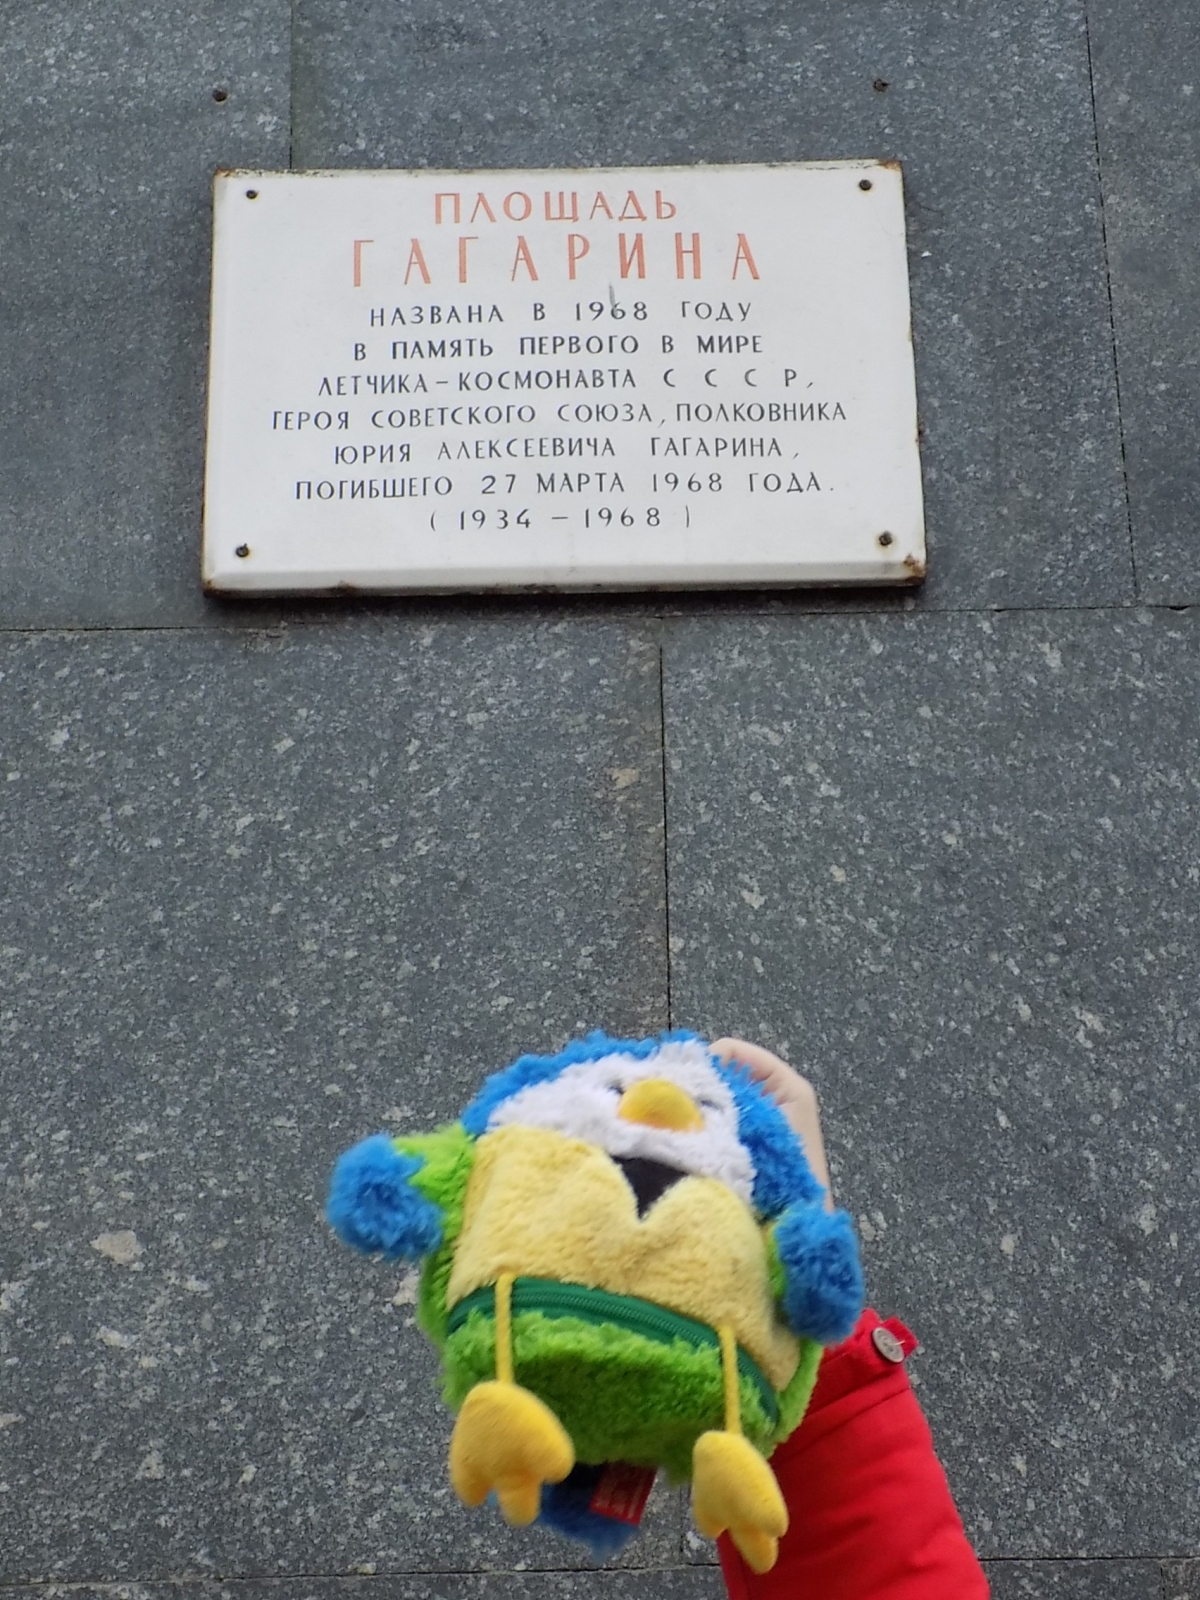 ПЛОЩАДЬ
ГАГАРИНА
НАЗВАНА В 1968 ГОДУ
В ПАМЯТЬ ПЕРВОГО В МИРЕ
ЛЕТЧИКА – КОСМОНАВТА С С С Р,
ГЕРОЯ СОВЕТСКОГО СОЮЗА, ПОЛКОВНИКА
ЮРИЯ АЛЕКСЕЕВИЧА ГАГАРИНА,
ПОГИБШЕГО 27 МАРТА 1968 ГОДА.
( 1934 – 1968 )